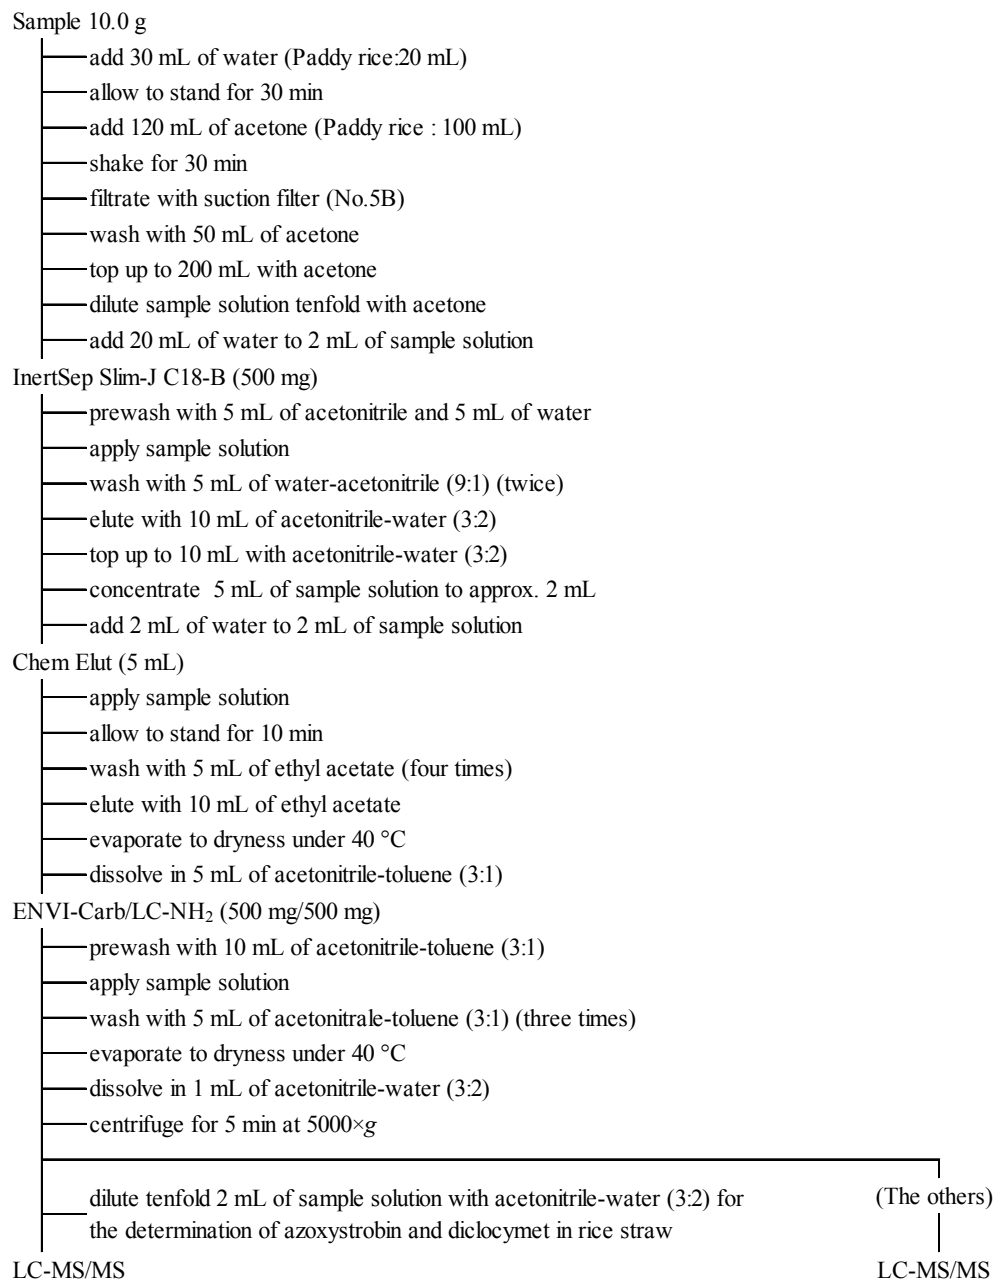 Sample 10.0 g
add 30 mL of water (Paddy rice:20 mL)
allow to stand for 30 min
add 120 mL of acetone (Paddy rice : 100 mL)
shake for 30 min
filtrate with suction filter (No.5B)
wash with 50 mL of acetone
top up to 200 mL with acetone
dilute sample solution tenfold with acetone
add 20 mL of water to 2 mL of sample solution
InertSep Slim-J C18-B (500 mg)
prewash with 5 mL of acetonitrile and 5 mL of water
apply sample solution
wash with 5 mL of water-acetonitrile (9:1) (twice)
elute with 10 mL of acetonitrile-water (3:2)
top up to 10 mL with acetonitrile-water (3:2)
concentrate 5 mL of sample solution to approx. 2 mL
add 2 mL of water to 2 mL of sample solution
Chem Elut (5 mL)
apply sample solution
allow to stand for 10 min
wash with 5 mL of ethyl acetate (four times)
elute with 10 mL of ethyl acetate
evaporate to dryness under 40 °C
dissolve in 5 mL of acetonitrile-toluene (3:1)
ENVI-Carb/LC-NH₂ (500 mg/500 mg)
prewash with 10 mL of acetonitrile-toluene (3:1)
apply sample solution
wash with 5 mL of acetonitrale-toluene (3:1) (three times)
evaporate to dryness under 40 °C
dissolve in 1 mL of acetonitrile-water (3:2)
centrifuge for 5 min at 5000×g
dilute tenfold 2 mL of sample solution with acetonitrile-water (3:2) for
the determination of azoxystrobin and diclocymet in rice straw
(The others)
LC-MS/MS
LC-MS/MS